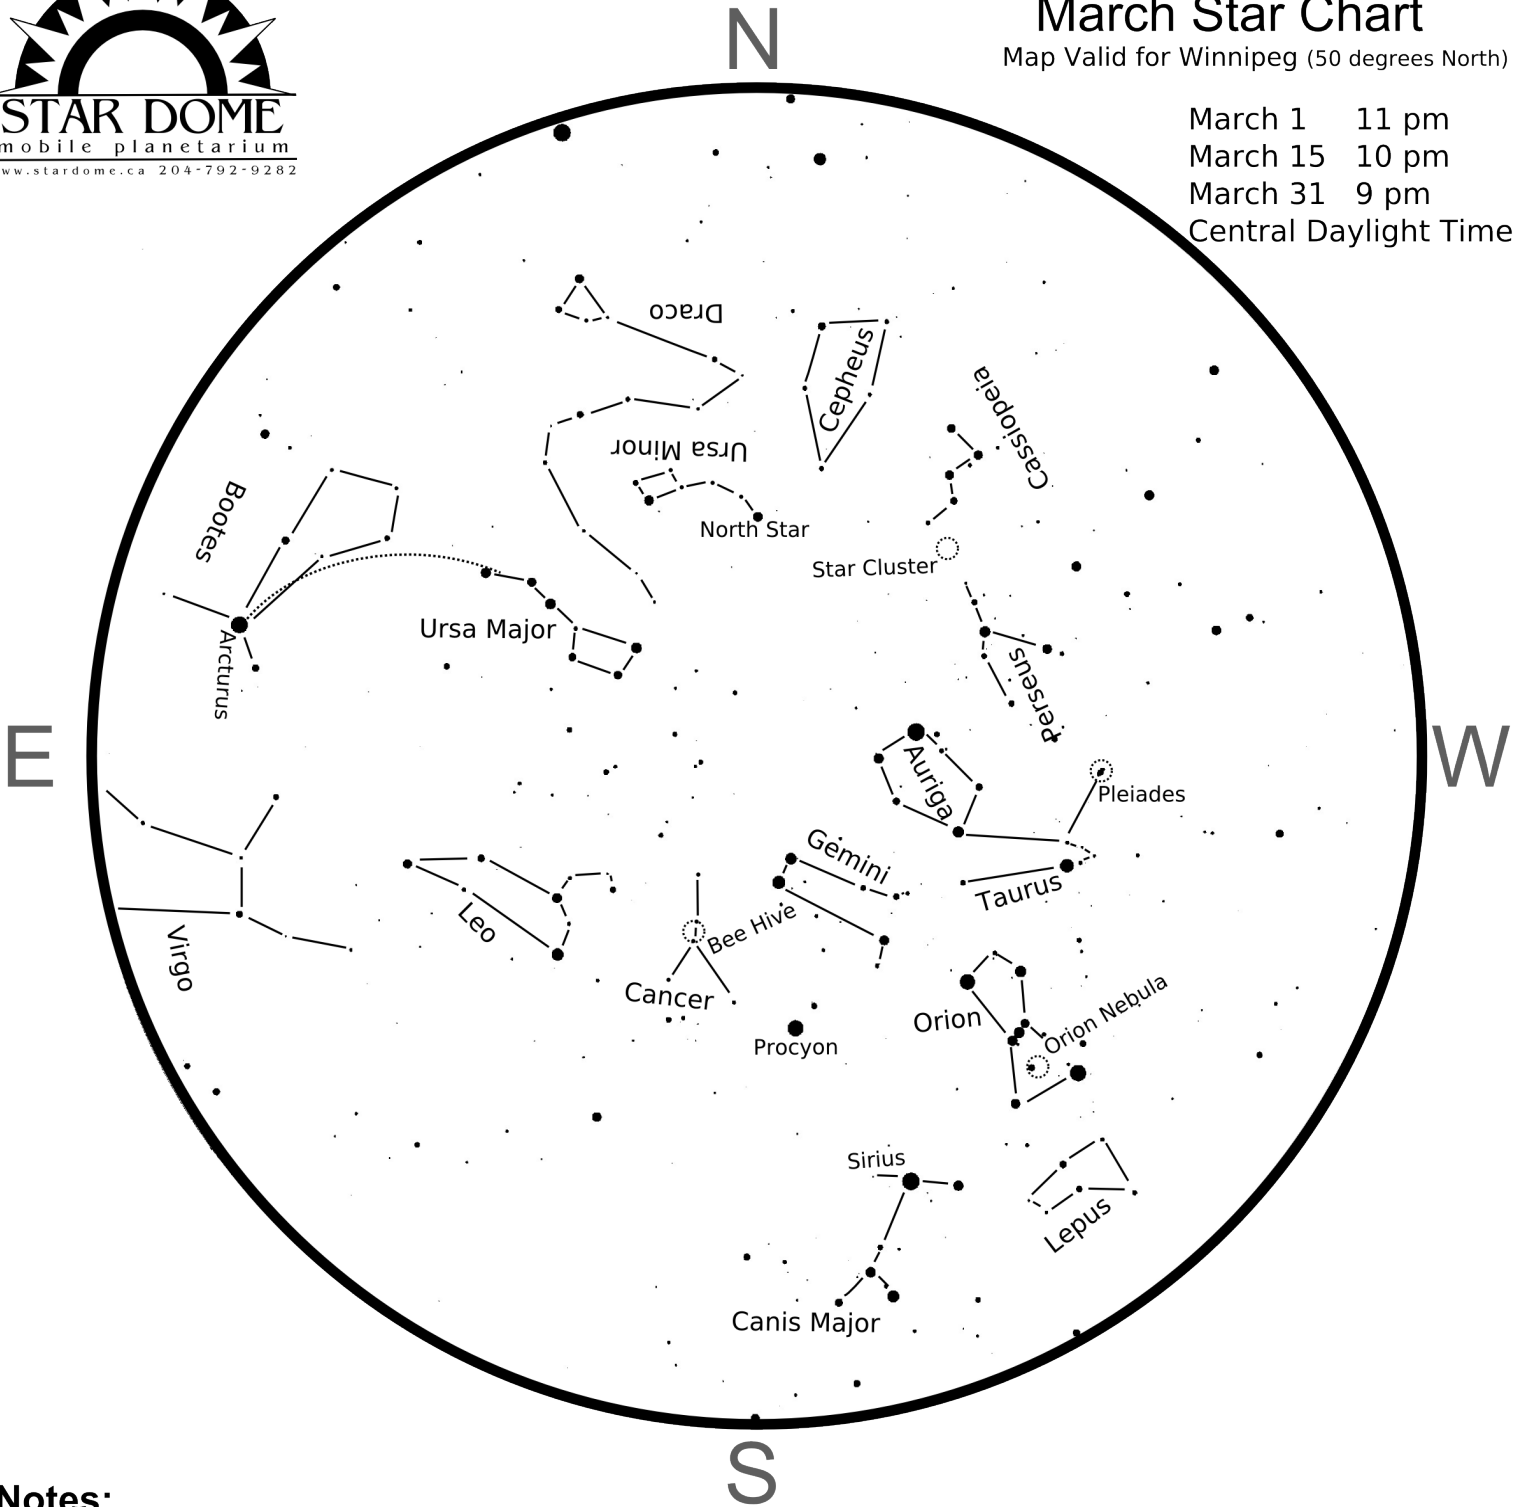 N
March Star Chart
Map Valid for Winnipeg (50 degrees North)
STAR DOME
mobile planetarium
ww.stardome.ca 204-792-9282
March 1 11 pm
March 15 10 pm
March 31 9 pm
Central Daylight Time
Draco
Cepheus
Cassiopeia
Ursa Minor
North Star
Bootes
Star Cluster
Ursa Major
Arcturus
Perseus
E
W
Auriga
Pleiades
Gemini
Taurus
Leo
Bee Hive
Virgo
Cancer
Orion
Orion Nebula
Procyon
Sirius
Lepus
Canis Major
S
Notes: